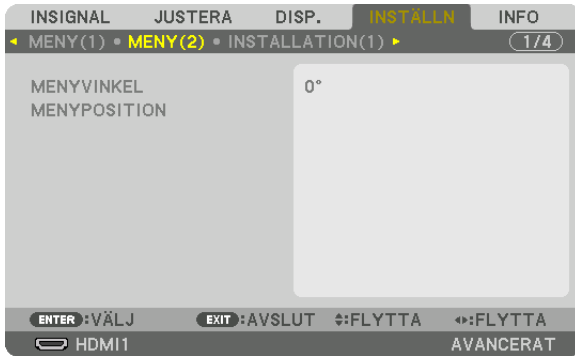 INSIGNAL JUSTERA DISP. INSTÄLLN INFO
MENY(1) • MENY(2) • INSTALLATION(1) 1/4
MENYVINKEL 0°
MENYPOSITION
ENTER :VÄLJ EXIT :AVSLUT :FLYTTA :FLYTTA
HDMI1 AVANCERAT